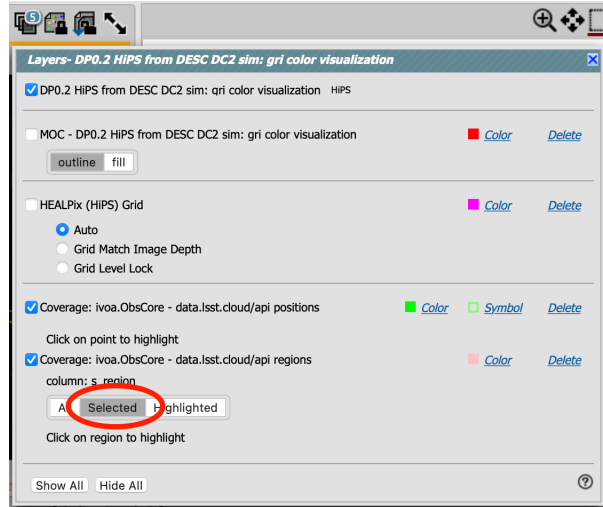 5
Layers- DP0.2 HiPS from DESC DC2 sim: gri color visualization
DP0.2 HiPS from DESC DC2 sim: gri color visualization HiPS
MOC - DP0.2 HiPS from DESC DC2 sim: gri color visualization Color Delete
outline fill
HEALPix (HiPS) Grid Color Delete
Auto
Grid Match Image Depth
Grid Level Lock
Coverage: ivoa.ObsCore - data.lsst.cloud/api positions Color Symbol Delete
Click on point to highlight
Coverage: ivoa.ObsCore - data.lsst.cloud/api regions Color Delete
column: s_region
Selected Highlighted
Click on region to highlight
Show All Hide All ?